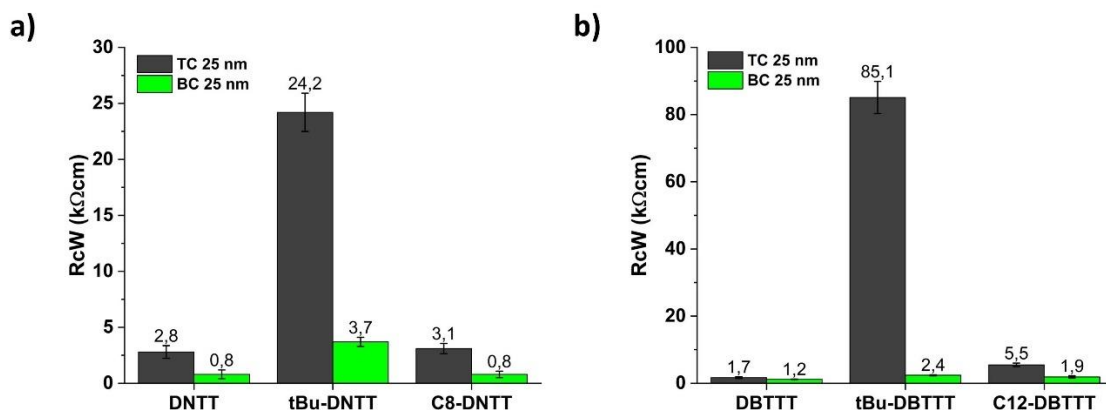 a)
RcW (kΩcm)
30
25
20
15
10
5
0
TC 25 nm
BC 25 nm
2,8
0,8
24,2
3,7
3,1
0,8
DNTT
tBu-DNTT
C8-DNTT
b)
RcW (kΩcm)
100
80
60
40
20
0
TC 25 nm
BC 25 nm
1,7
1,2
85,1
2,4
5,5
1,9
DBTTT
tBu-DBTTT
C12-DBTTT